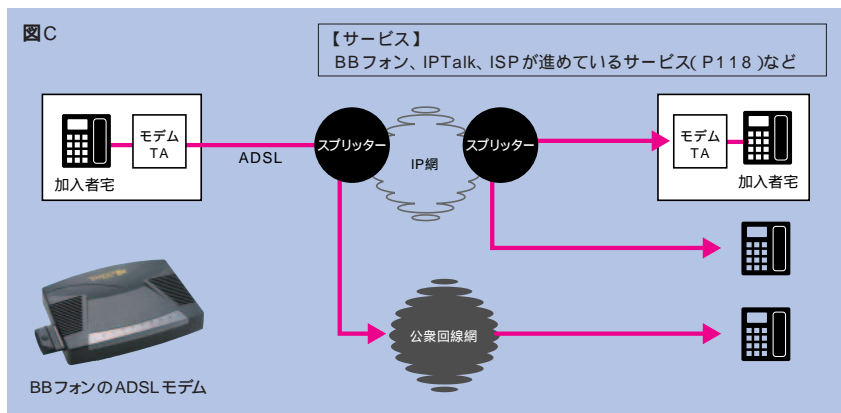 図C
【サービス】
BBフォン、IPTalk、ISPが進めているサービス(P118)など
モデム
TA
加入者宅
ADSL
スプリッター
IP網
スプリッター
モデム
TA
加入者宅
公衆回線網
BBフォンのADSLモデム